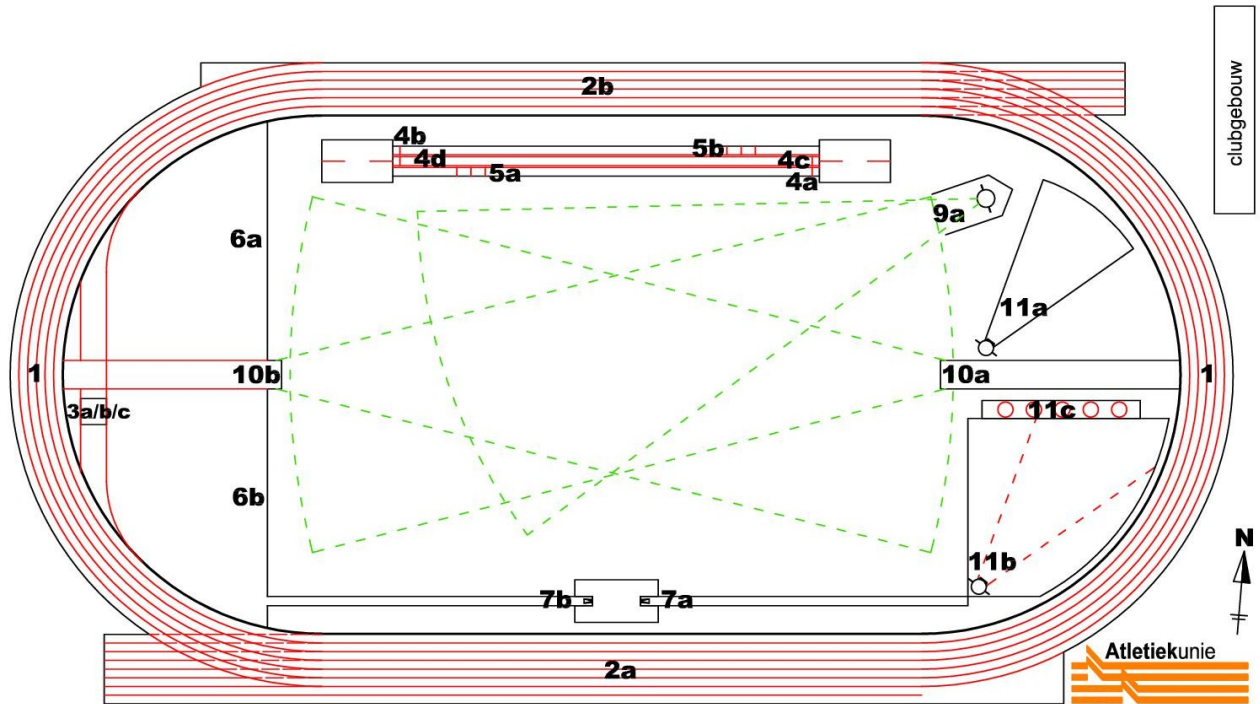 clubgebouw
2b
4b
5b
4d
4c
5a
4a
9a
6a
11a
1
10b
10a
1
3a/b/c
11c
6b
N
11b
7b
7a
2a
Atletiekunie